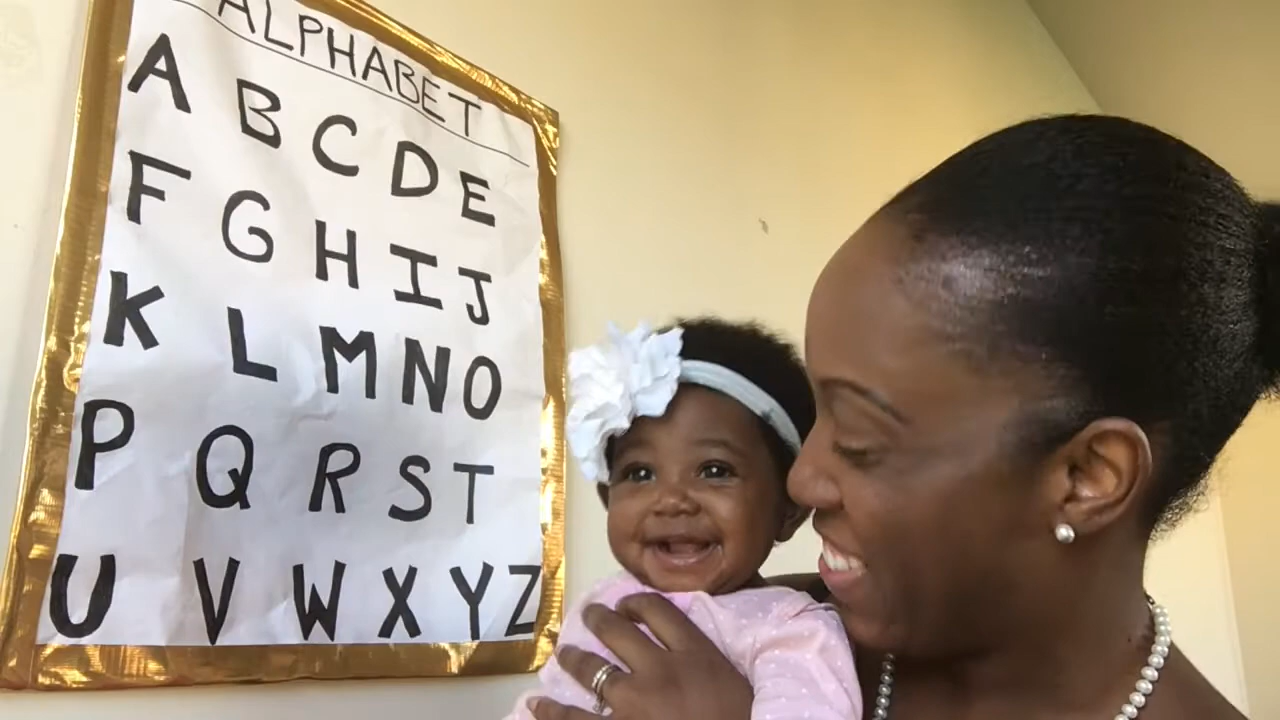 ALPHABET
A B C D E
F G H I J
K L M N O
P Q R S T
U V W X Y Z